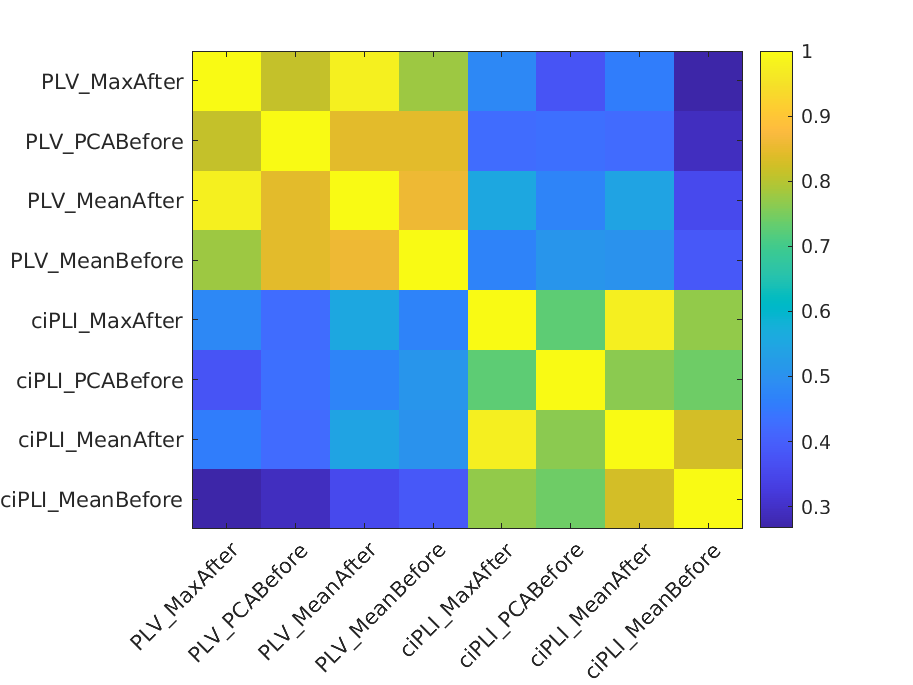 PLV_MaxAfter
PLV_PCABefore
PLV_MeanAfter
PLV_MeanBefore
ciPLI_MaxAfter
ciPLI_PCABefore
ciPLI_MeanAfter
ciPLI_MeanBefore
PLV_MaxAfter
PLV_PCABefore
PLV_MeanAfter
PLV_MeanBefore
ciPLI_MaxAfter
ciPLI_PCABefore
ciPLI_MeanAfter
ciPLI_MeanBefore
1
0.9
0.8
0.7
0.6
0.5
0.4
0.3